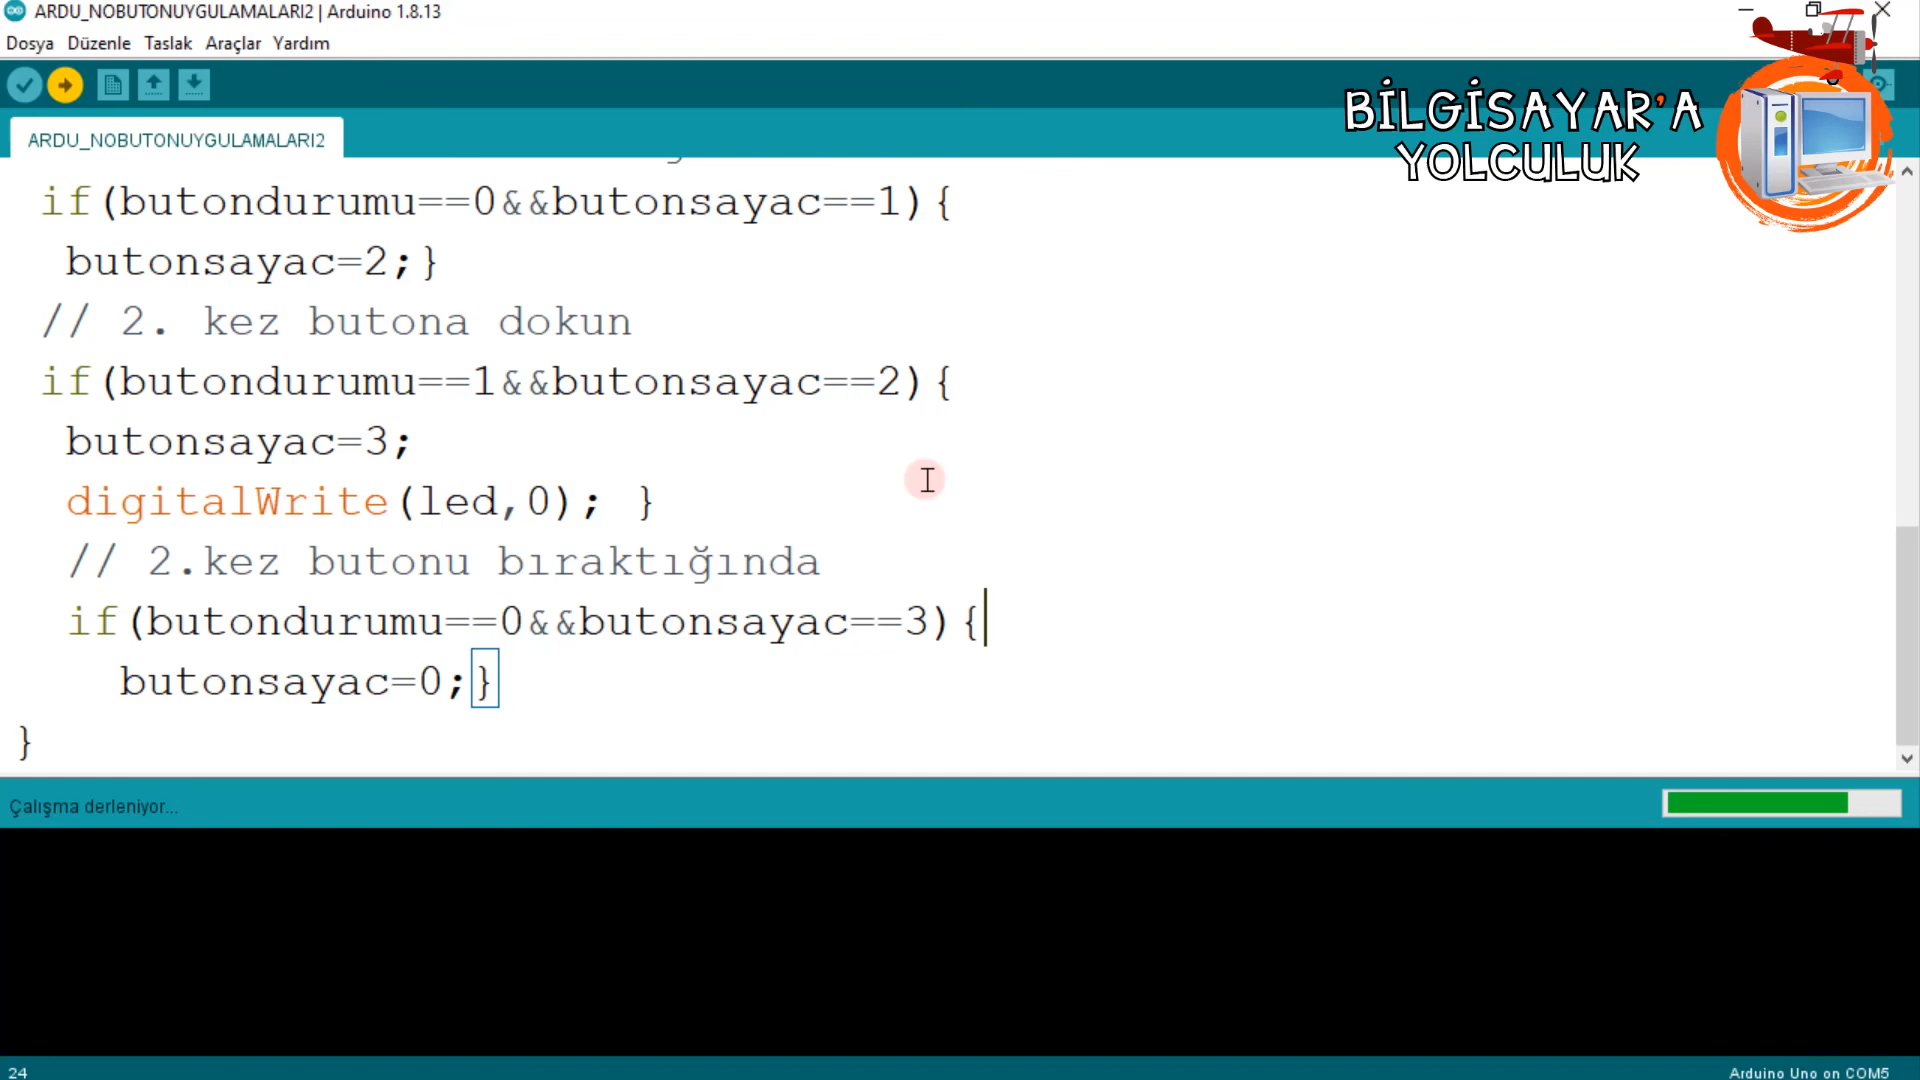 ARDU_NOBUTONUYGULAMALARI2 | Arduino 1.8.13
Dosya Düzenle Taslak Araçlar Yardım
BİLGİSAYAR'A
YOLCULUK
ARDU_NOBUTONUYGULAMALARI2
if(butondurumu==0&&butonsayac==1){
butonsayac=2;}
// 2. kez butona dokun
if(butondurumu==1&&butonsayac==2){
butonsayac=3;
digitalWrite(led,0); }
// 2.kez butonu bıraktığında
if(butondurumu==0&&butonsayac==3){
butonsayac=0;}
}
Çalışma derleniyor...
24
Arduino Uno on COM5